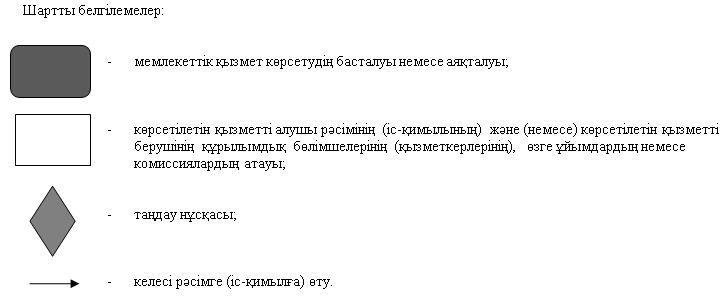 Шартты белгілемелер:
- мемлекеттік қызмет көрсетудің басталуы немесе аяқталуы;
- көрсетілетін қызметті алушы рәсімінің (іс-қимылының) және (немесе) көрсетілетін қызметті
берушінің құрылымдық бөлімшелерінің (қызметкерлерінің), өзге ұйымдардың немесе
комиссиялардың атауы;
- таңдау нұсқасы;
- келесі рәсімге (іс-қимылға) өту.